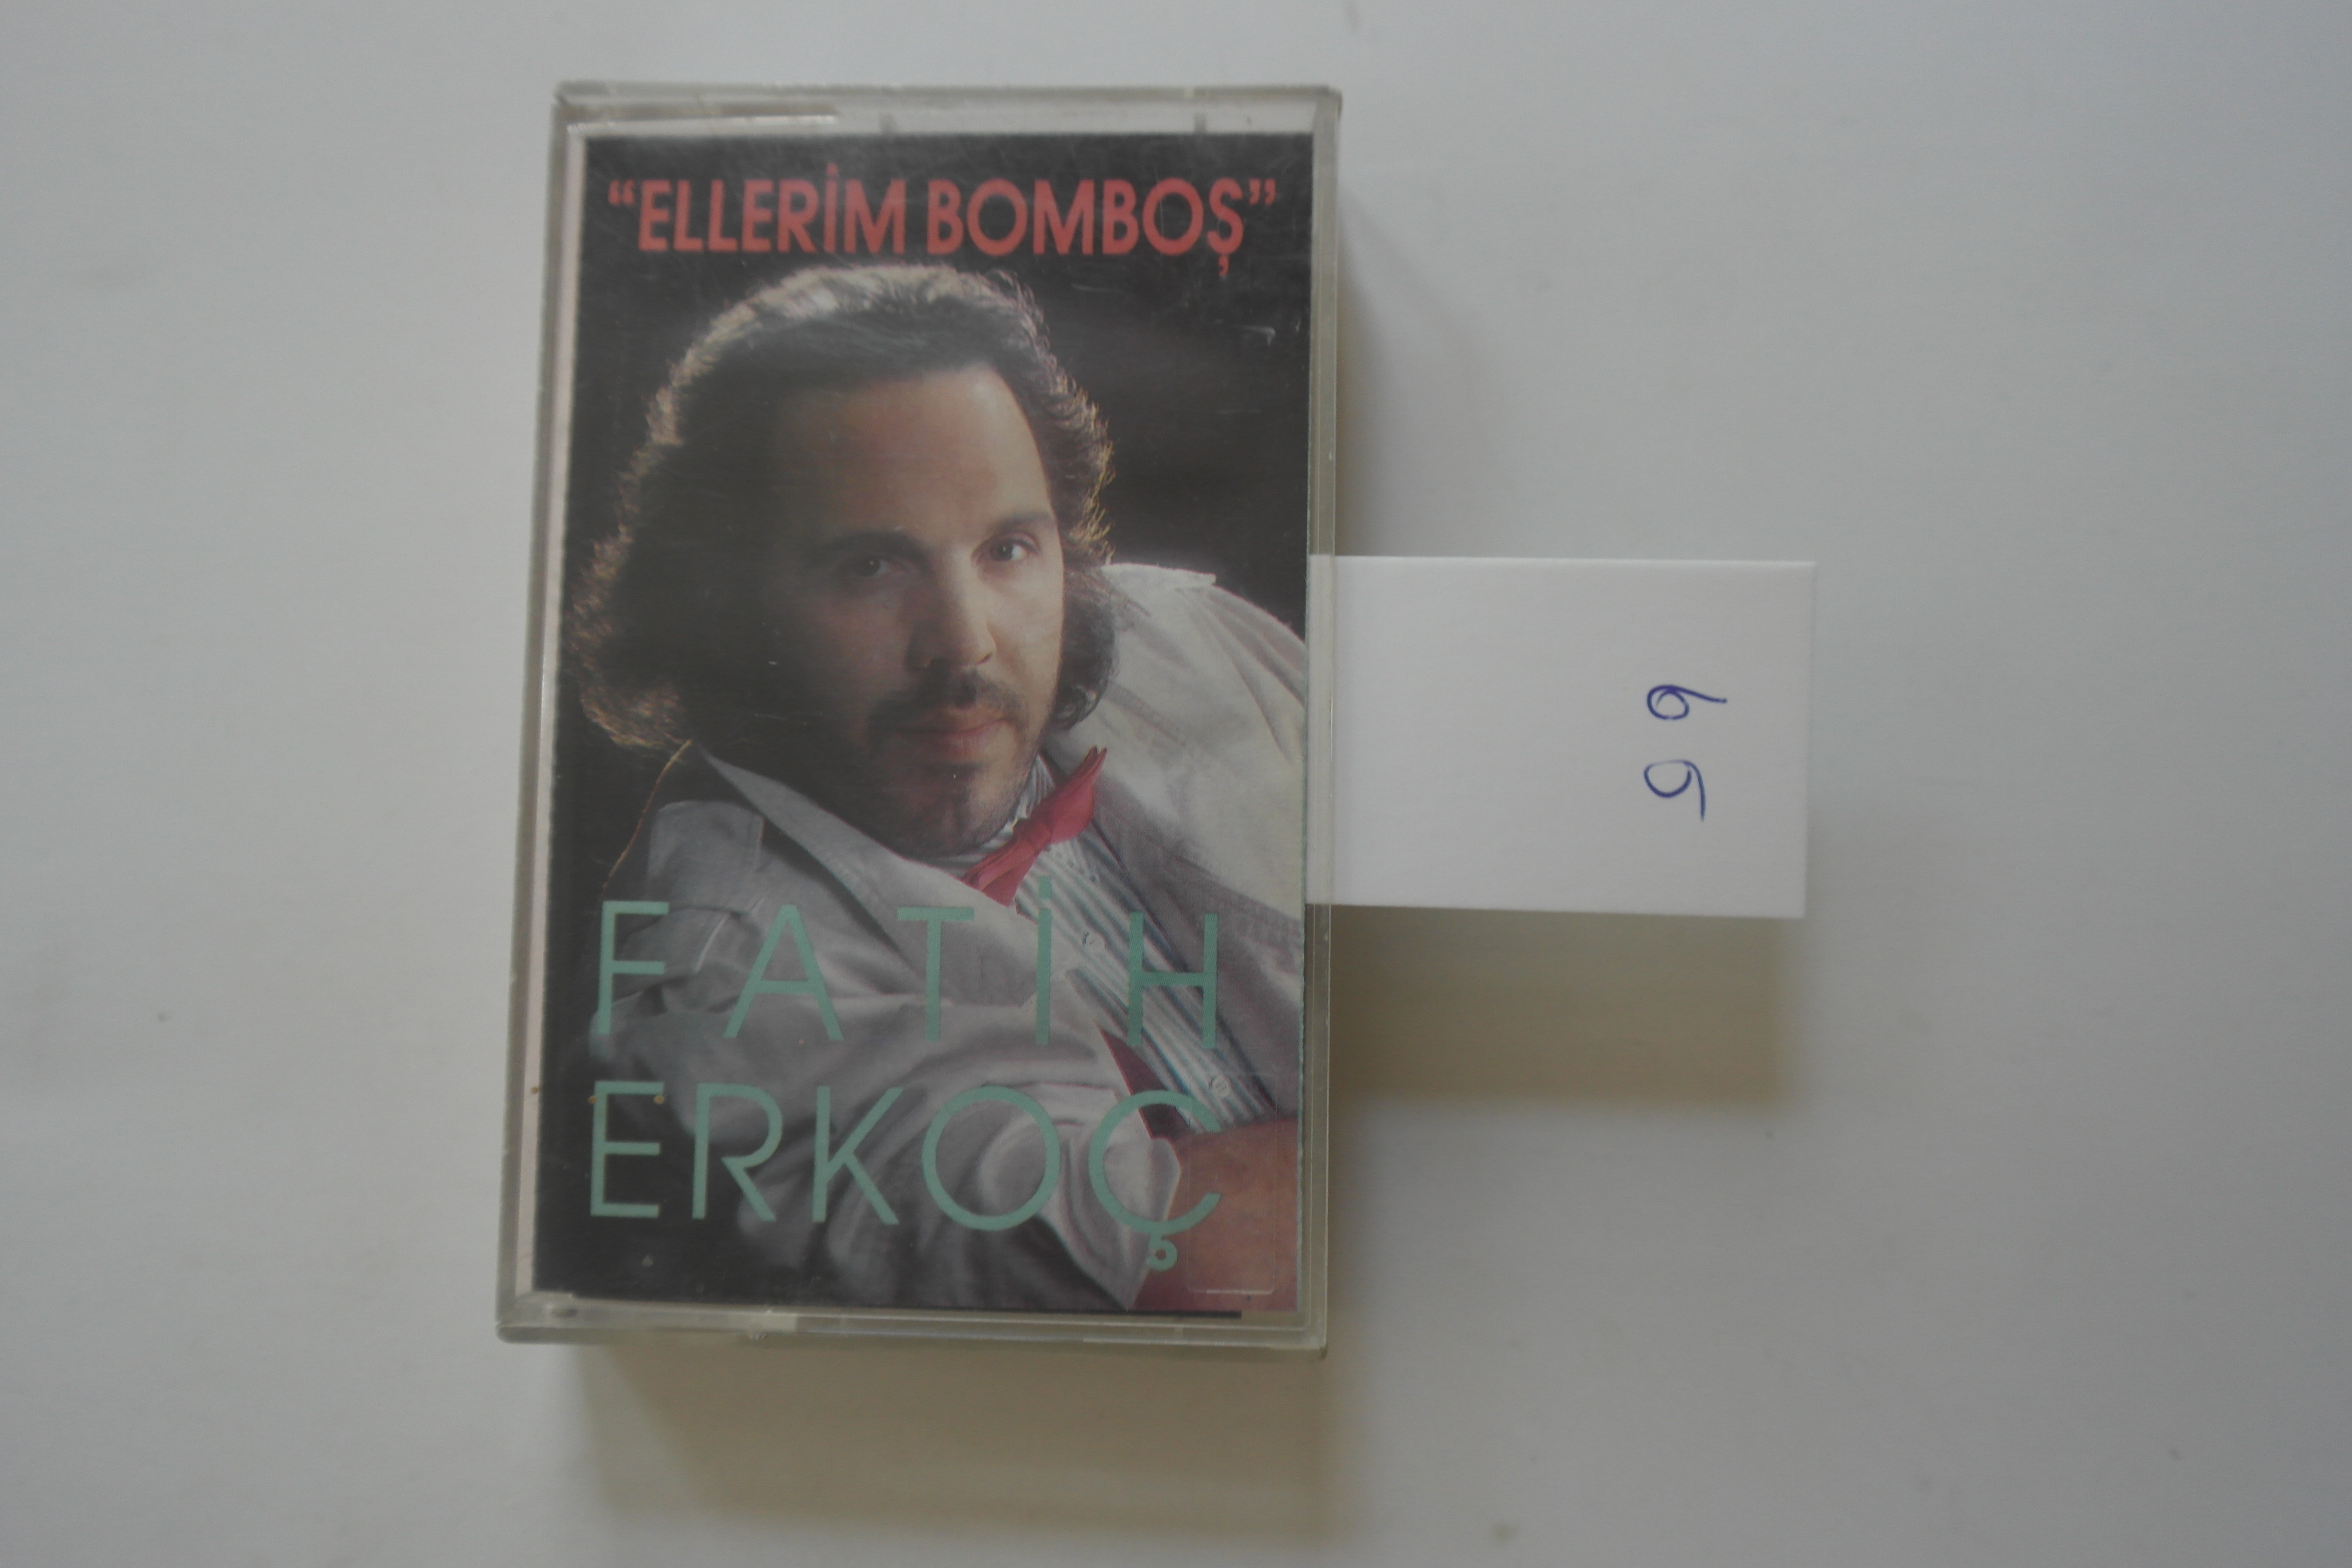 “ELLERİM BOMBOŞ”
FATİH
ERKOÇ
99